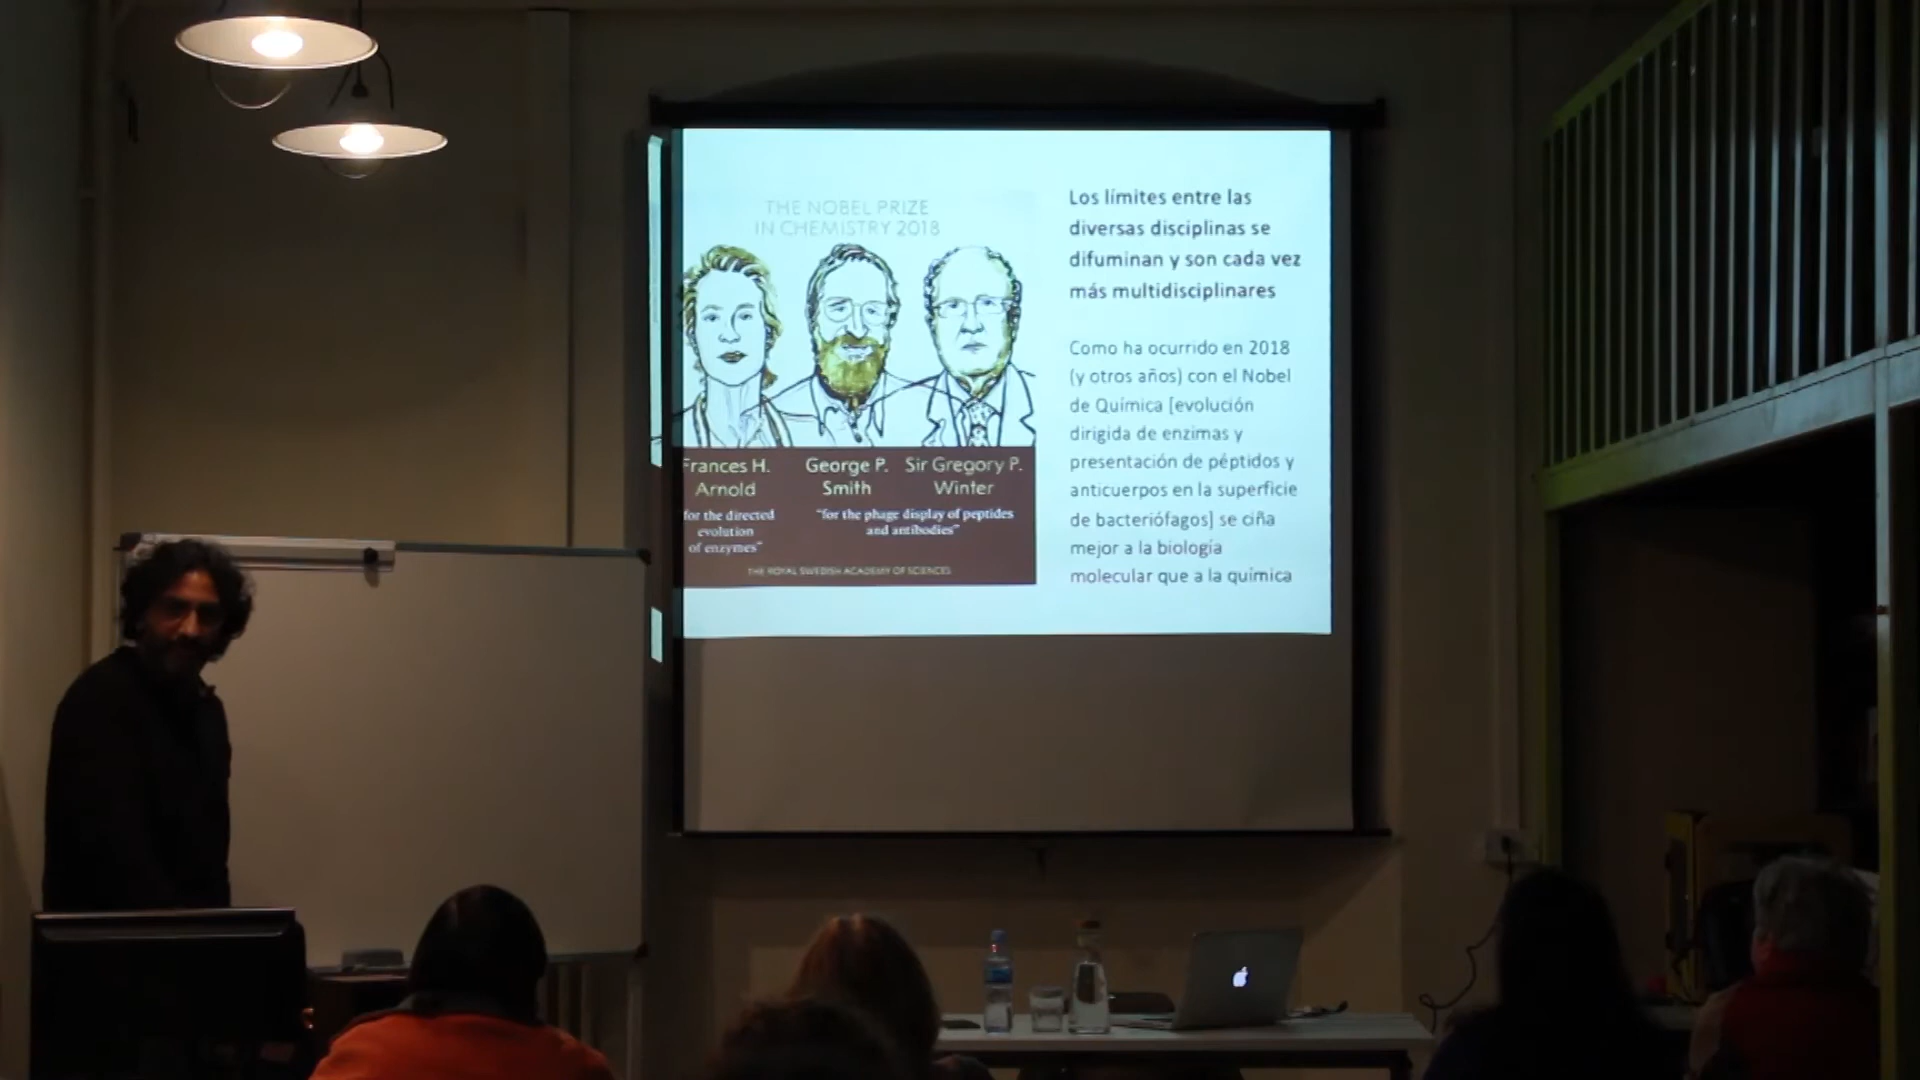 THE NOBEL PRIZE
IN CHEMISTRY 2018
Frances H.
Arnold
George P.
Smith
Sir Gregory P.
Winter
for the directed
evolution
of enzymes"
"for the phage display of peptides
and antibodies"
THE ROYAL SWEDISH ACADEMY OF SCIENCES
Los límites entre las
diversas disciplinas se
difuminan y son cada vez
más multidisciplinares
Como ha ocurrido en 2018
(y otros años) con el Nobel
de Química [evolución
dirigida de enzimas y
presentación de péptidos y
anticuerpos en la superficie
de bacteriófagos] se ciña
mejor a la biología
molecular que a la química